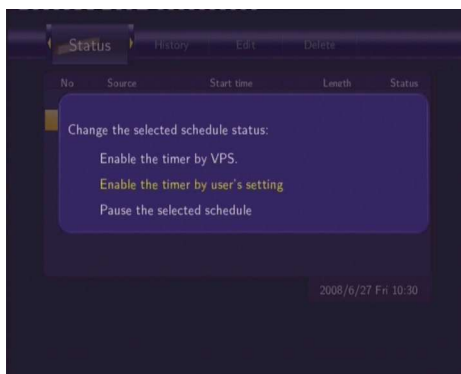 Status History Edit Delete
No Source Start time Length Status
Change the selected schedule status:
Enable the timer by VPS.
Enable the timer by user's setting
Pause the selected schedule
2008/6/27 Fri 10:30